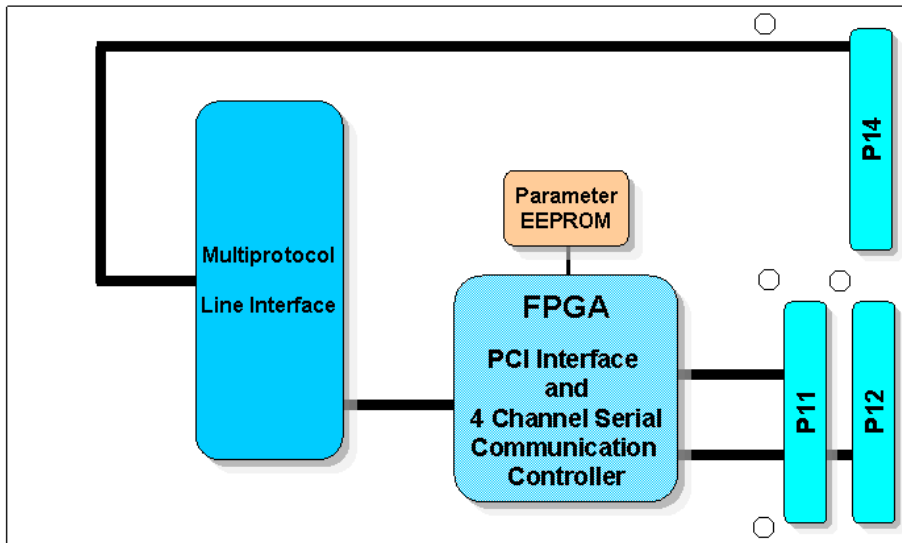 P14
Parameter
EEPROM
Multiprotocol
Line Interface
FPGA
PCI Interface
and
4 Channel Serial
Communication
Controller
P11
P12